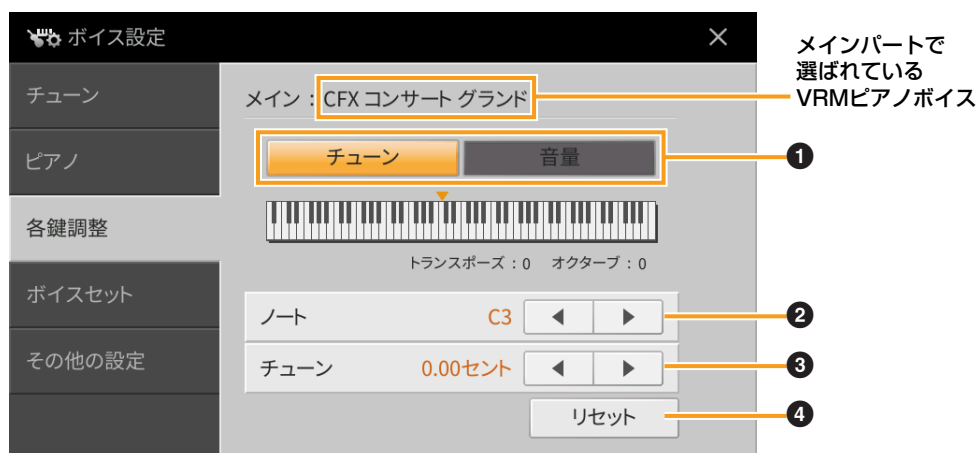 ボイス設定
メインパートで
選ばれている
VRMピアノボイス
チューン
ピアノ
各鍵調整
ボイスセット
その他の設定
メイン : CFX コンサート グランド
チューン 音量 ❶
トランスポーズ : 0 オクターブ : 0
ノート C3 ❷
チューン 0.00セント ❸
リセット ❹